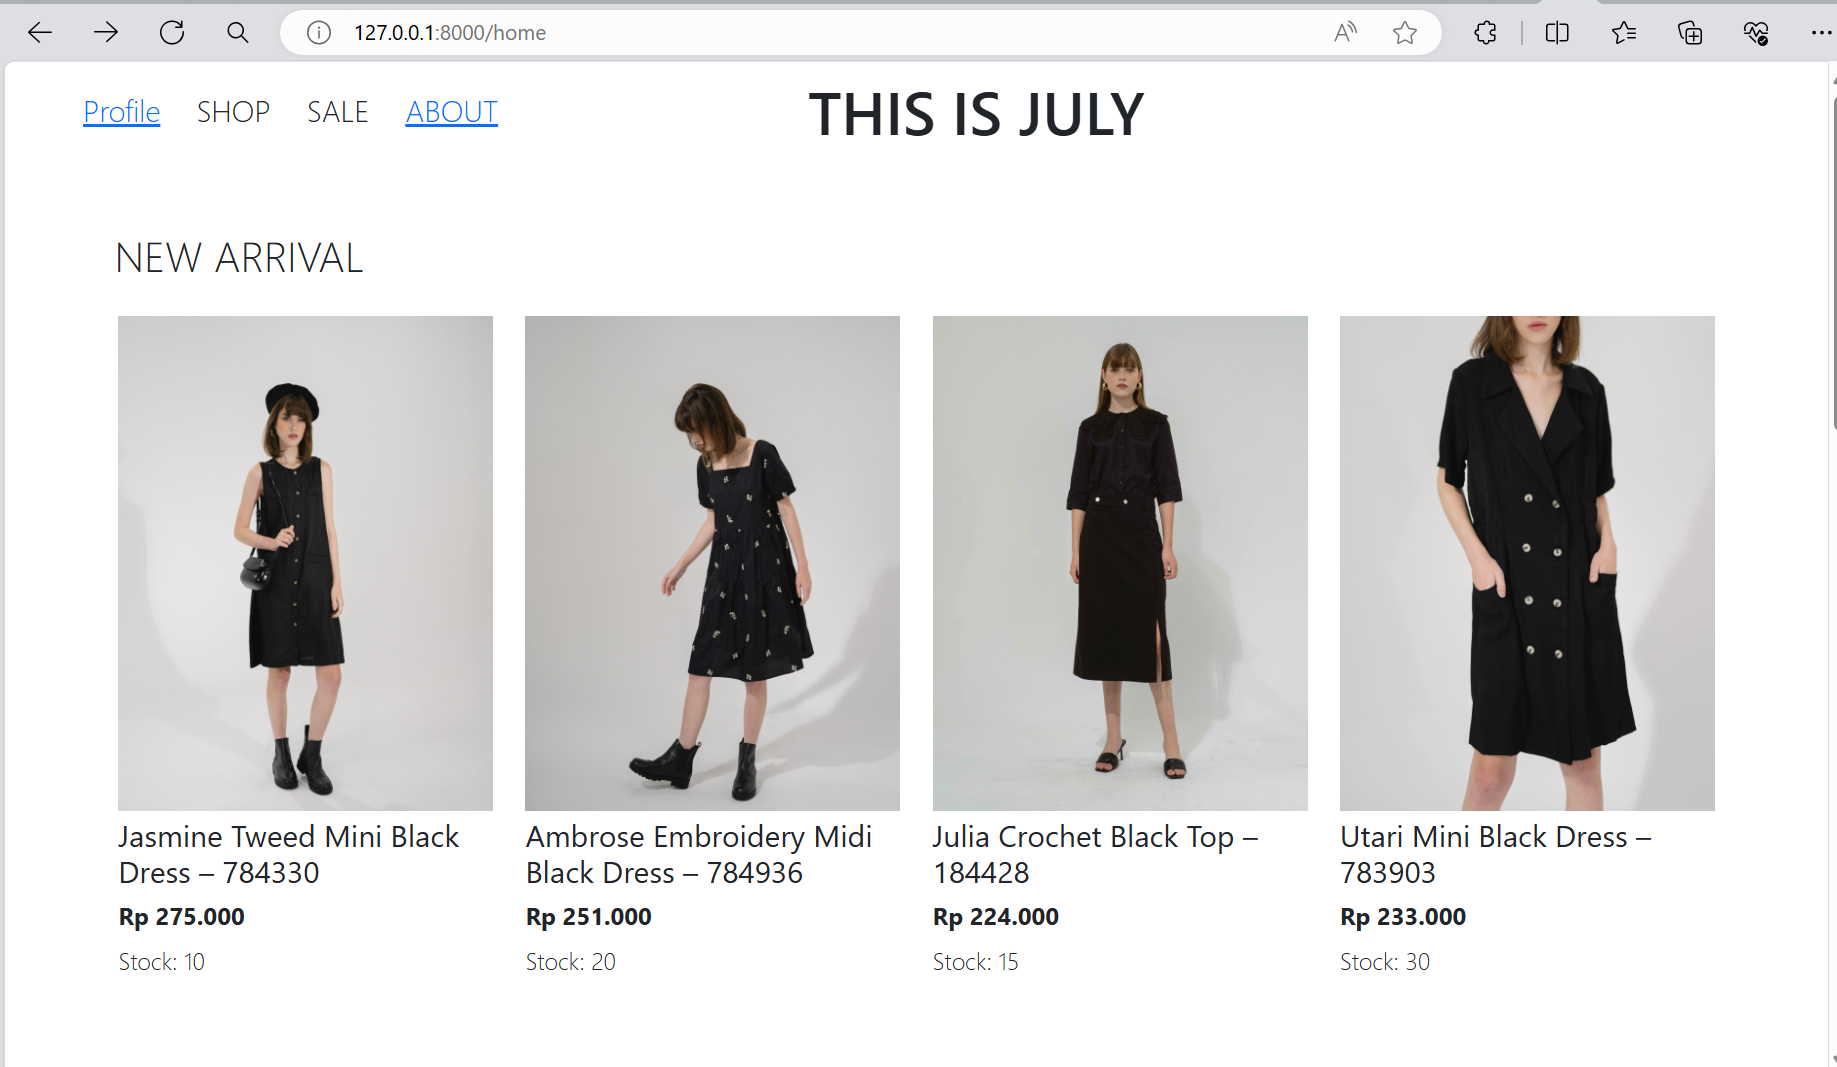 127.0.0.1:8000/home
Profile SHOP SALE ABOUT
THIS IS JULY
NEW ARRIVAL
Jasmine Tweed Mini Black
Dress – 784330
Rp 275.000
Stock: 10
Ambrose Embroidery Midi
Black Dress – 784936
Rp 251.000
Stock: 20
Julia Crochet Black Top –
184428
Rp 224.000
Stock: 15
Utari Mini Black Dress –
783903
Rp 233.000
Stock: 30